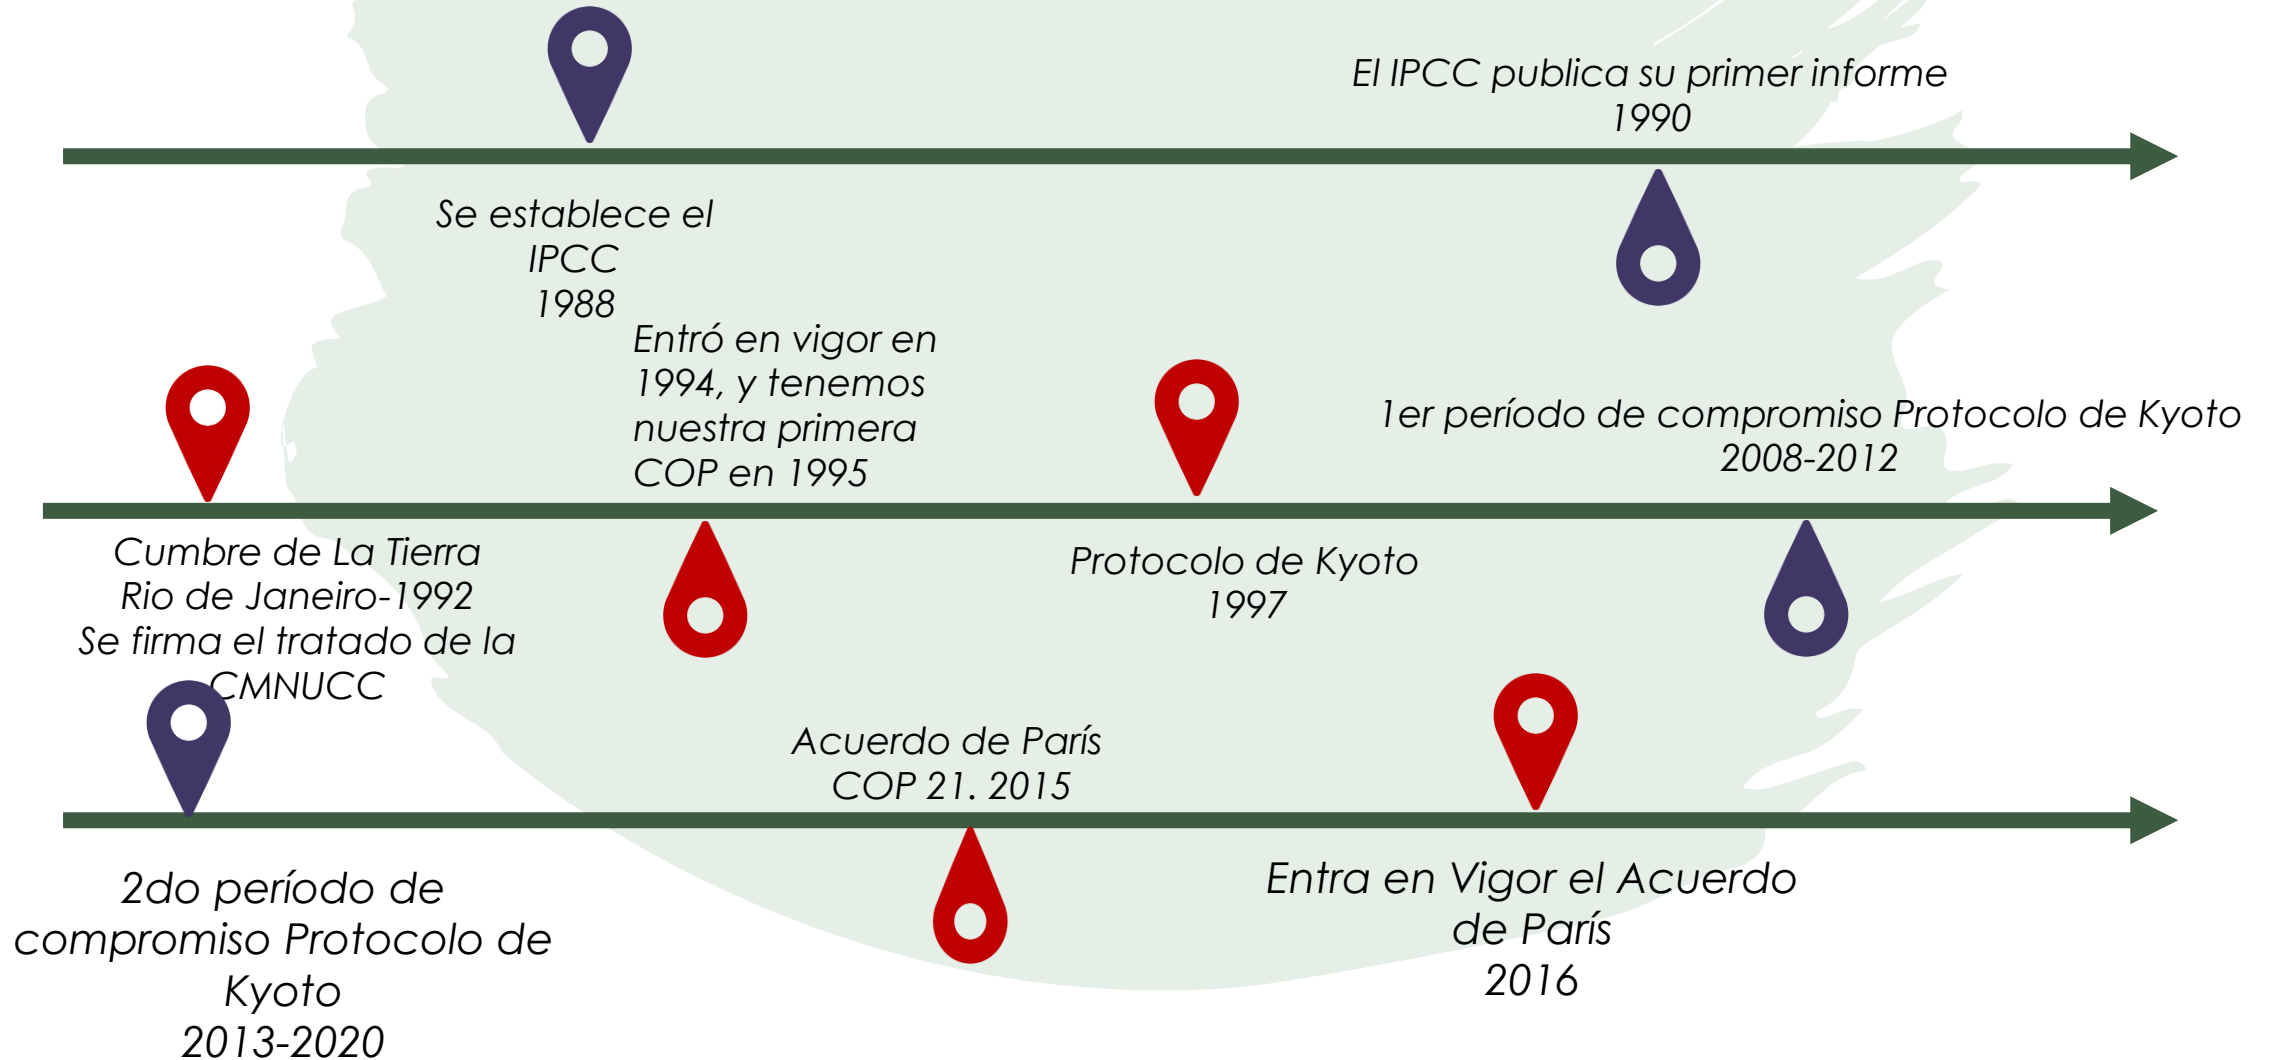 El IPCC publica su primer informe
1990
Se establece el
IPCC
1988
Entró en vigor en
1994, y tenemos
nuestra primera
COP en 1995
1er período de compromiso Protocolo de Kyoto
2008-2012
Cumbre de La Tierra
Rio de Janeiro-1992
Se firma el tratado de la
CMNUCC
Protocolo de Kyoto
1997
Acuerdo de París
COP 21. 2015
2do período de
compromiso Protocolo de
Kyoto
2013-2020
Entra en Vigor el Acuerdo
de París
2016